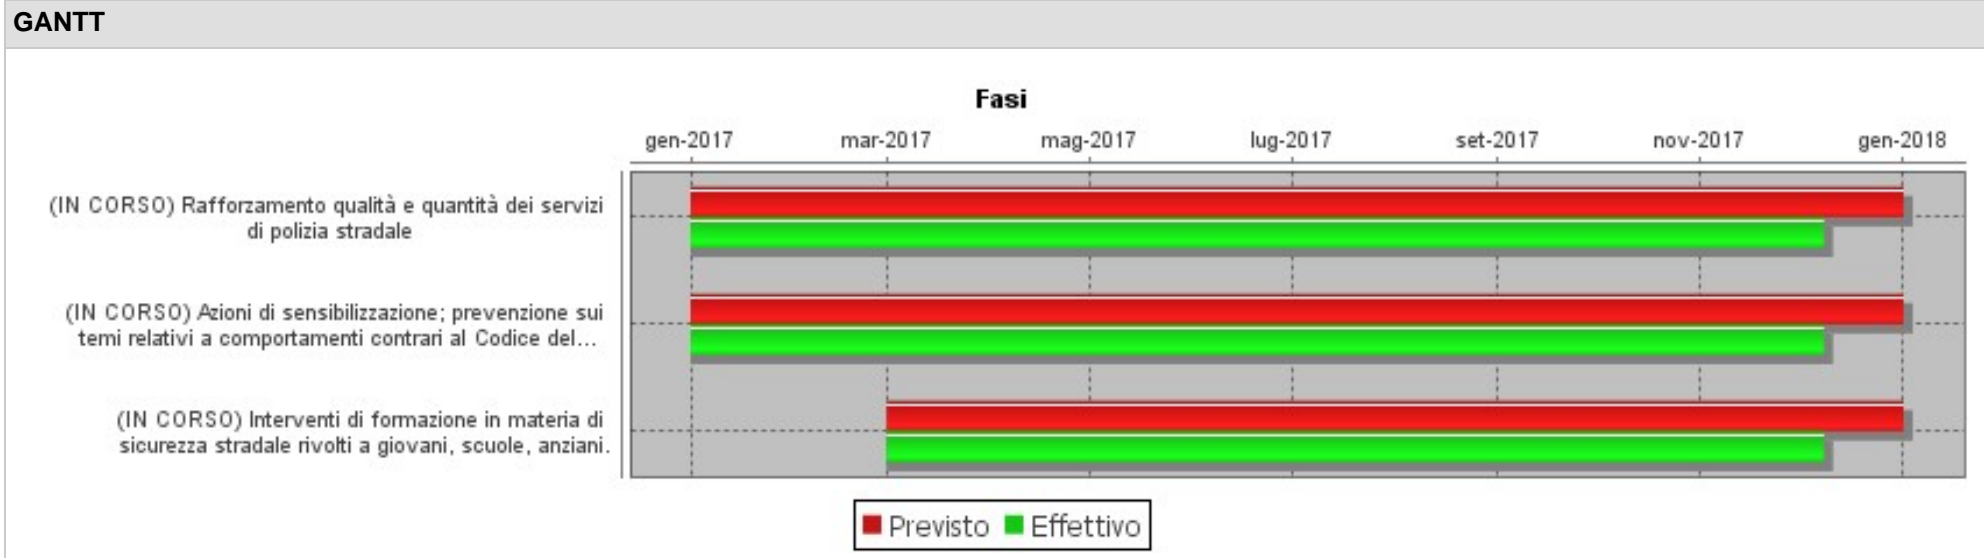 GANTT
Fasi
gen-2017 mar-2017 mag-2017 lug-2017 set-2017 nov-2017 gen-2018
(IN CORSO) Rafforzamento qualità e quantità dei servizi
di polizia stradale
(IN CORSO) Azioni di sensibilizzazione; prevenzione sui
temi relativi a comportamenti contrari al Codice del...
(IN CORSO) Interventi di formazione in materia di
sicurezza stradale rivolti a giovani, scuole, anziani.
Previsto Effettivo